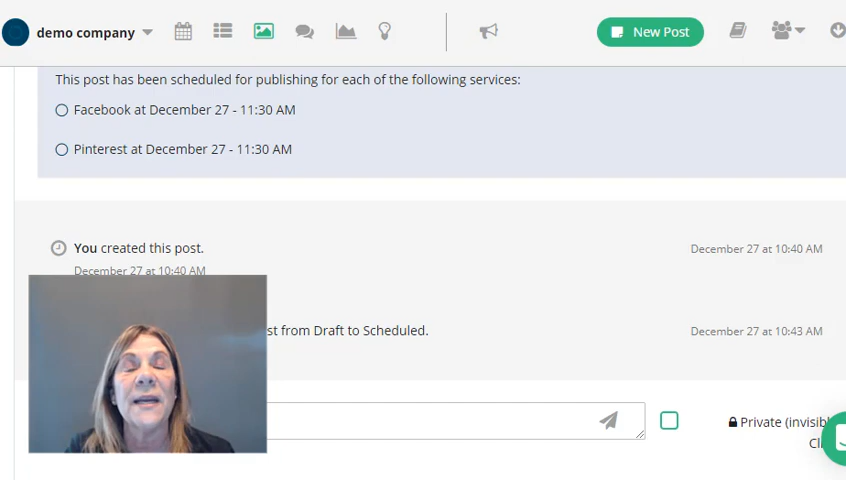 demo company
New Post
This post has been scheduled for publishing for each of the following services:
Facebook at December 27 - 11:30 AM
Pinterest at December 27 - 11:30 AM
You created this post.
December 27 at 10:40 AM
December 27 at 10:40 AM
st from Draft to Scheduled.
December 27 at 10:43 AM
Private (invisib
Cl